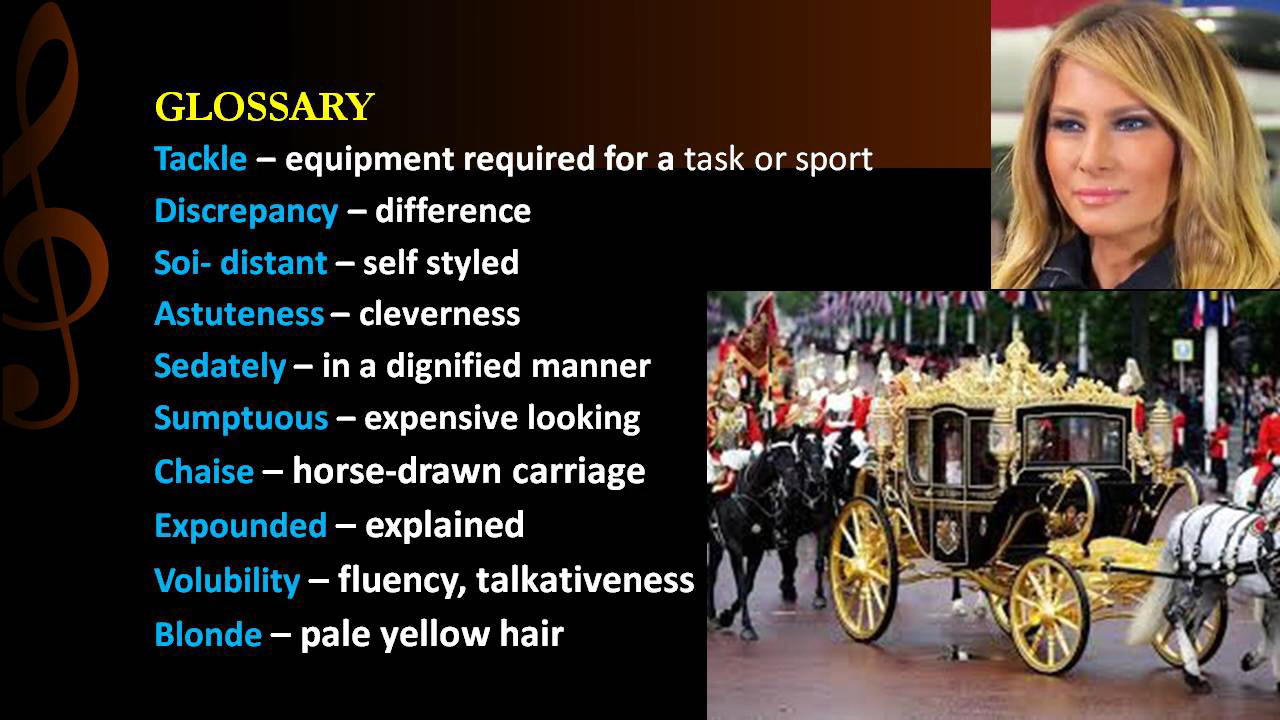 GLOSSARY
Tackle – equipment required for a task or sport
Discrepancy – difference
Soi- distant – self styled
Astuteness – cleverness
Sedately – in a dignified manner
Sumptuous – expensive looking
Chaise – horse-drawn carriage
Expounded – explained
Volubility – fluency, talkativeness
Blonde – pale yellow hair